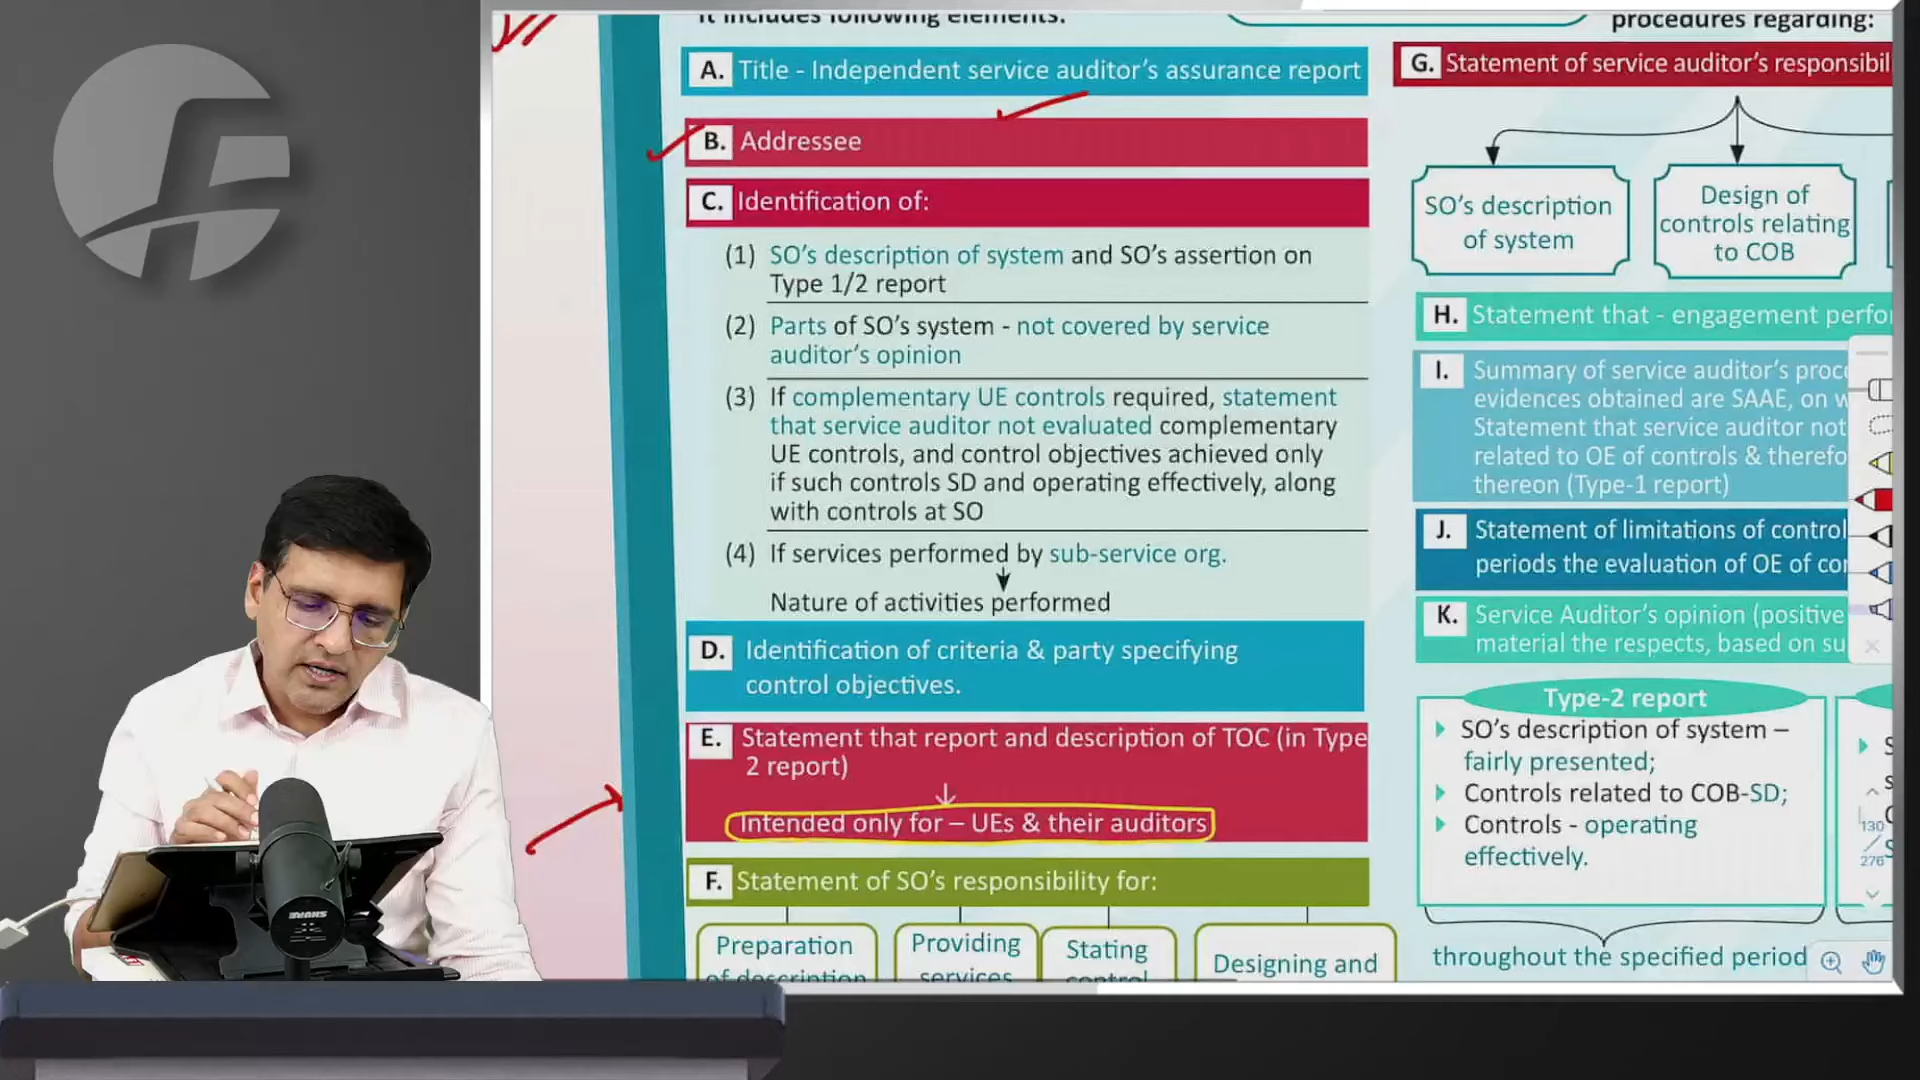 It includes following elements:
A. Title - Independent service auditor's assurance report
B. Addressee
C. Identification of:
(1) SO's description of system and SO's assertion on
Type 1/2 report
(2) Parts of SO's system - not covered by service
auditor's opinion
(3) If complementary UE controls required, statement
that service auditor not evaluated complementary
UE controls, and control objectives achieved only
if such controls SD and operating effectively, along
with controls at SO
(4) If services performed by sub-service org.
Nature of activities performed
D. Identification of criteria & party specifying
control objectives.
E. Statement that report and description of TOC (in Type
2 report)
Intended only for – UEs & their auditors
F. Statement of SO's responsibility for:
Preparation
of description
Providing
services
Stating
control
Designing and
procedures regarding:
G. Statement of service auditor's
SO's description
of system
Design of
controls relating
to COB
H. Statement that - engagement
I. Summary of service auditor's
evidences obtained are SAAE, on
Statement that service auditor not
related to OE of controls &
thereon (Type-1 report)
J. Statement of limitations of
periods the evaluation of OE of
K. Service Auditor's opinion (positive
material the respects, based on
Type-2 report
SO's description of system –
fairly presented;
Controls related to COB-SD;
Controls - operating
effectively.
throughout the specified period
130
276
SHURE